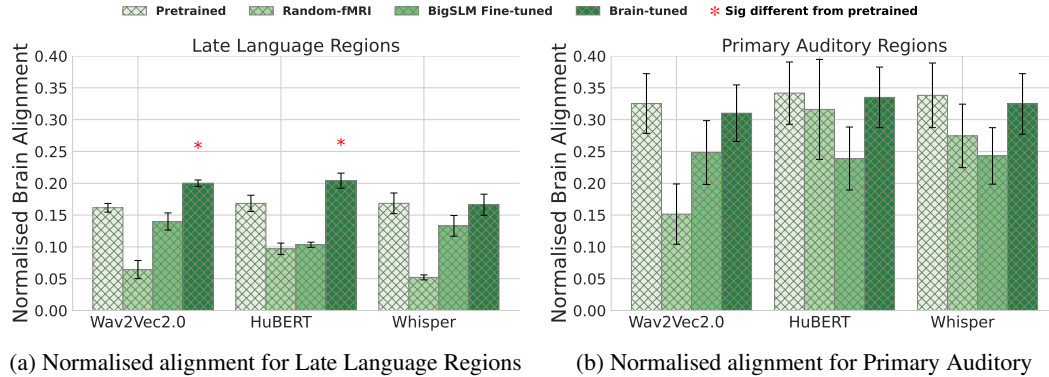 Pretrained Random-fMRI BigSLM Fine-tuned Brain-tuned * Sig different from pretrained
Late Language Regions
Normalised Brain Alignment
0.40
0.35
0.30
0.25
0.20
0.15
0.10
0.05
0.00
*
*
Wav2Vec2.0 HuBERT Whisper
(a) Normalised alignment for Late Language Regions
Primary Auditory Regions
Normalised Brain Alignment
0.40
0.35
0.30
0.25
0.20
0.15
0.10
0.05
0.00
Wav2Vec2.0 HuBERT Whisper
(b) Normalised alignment for Primary Auditory